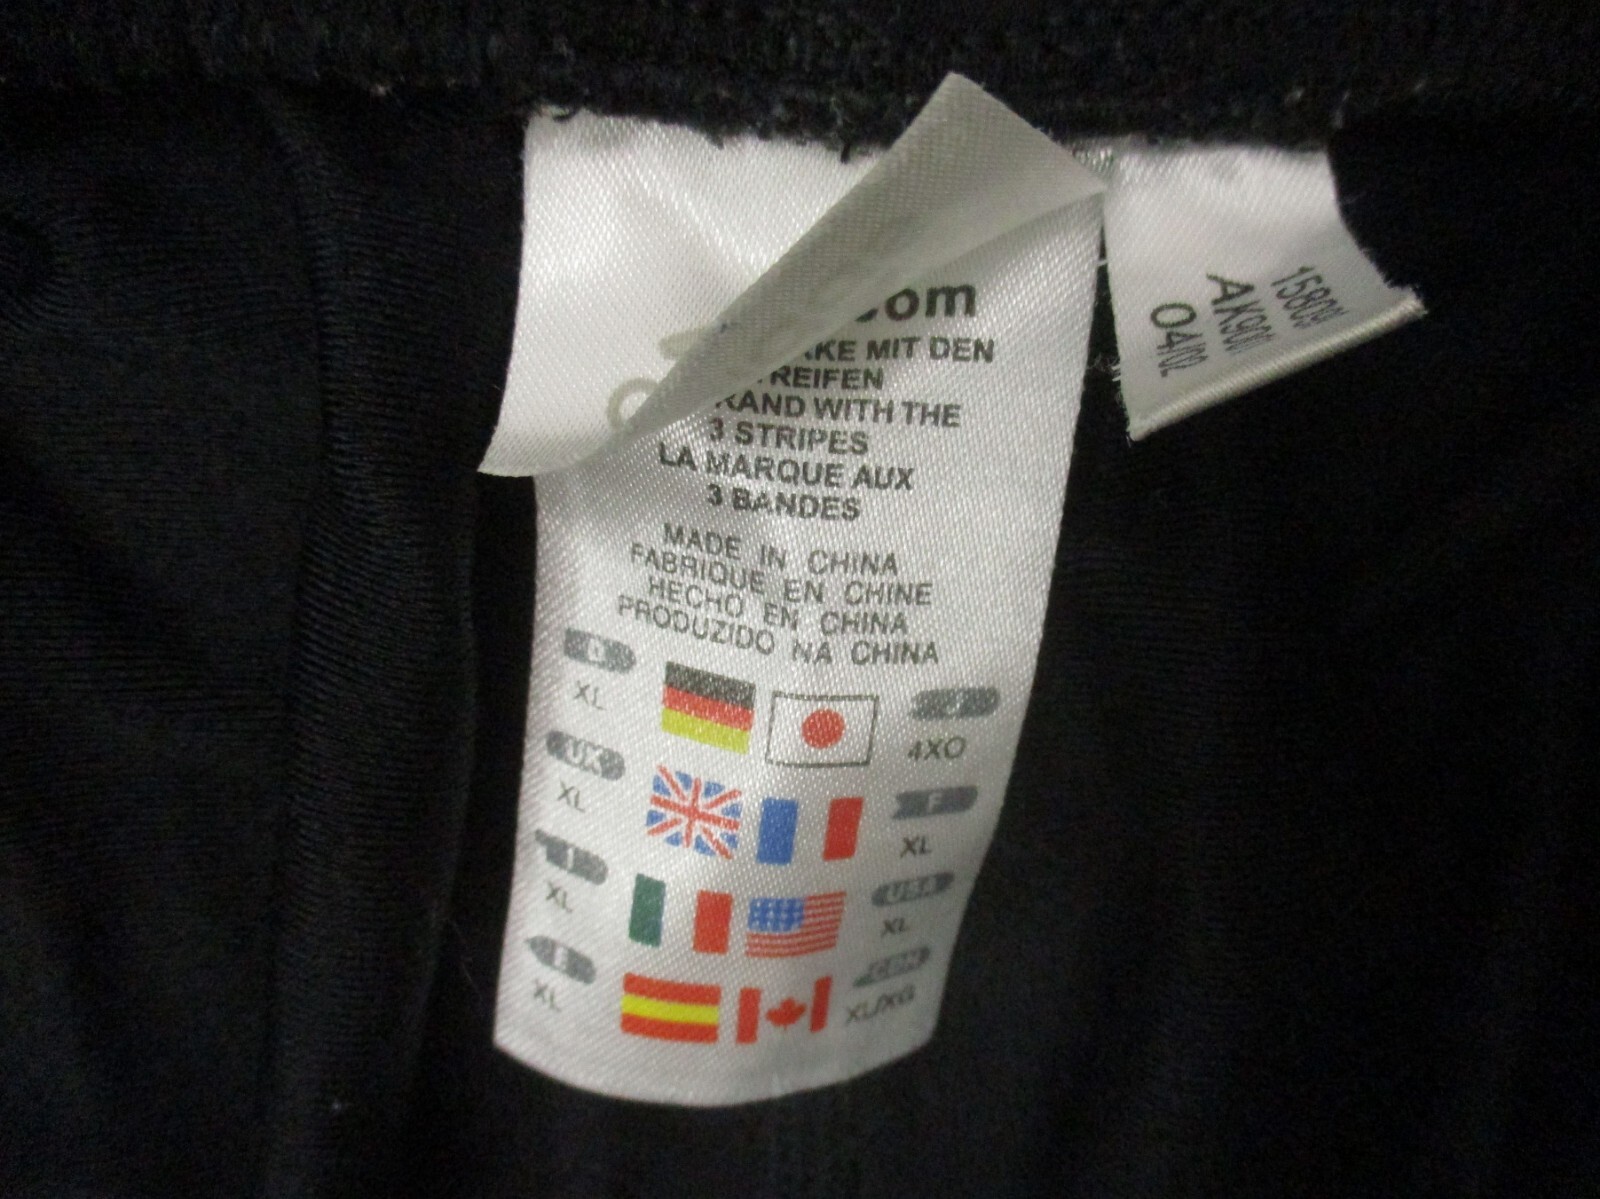 .com
MIT DEN
REIFEN
RAND WITH THE
3 STRIPES
LA MARQUE AUX
3 BANDES
MADE IN CHINA
FABRIQUE EN CHINE
HECHO EN CHINA
PRODUZIDO NA CHINA
D
XL
J
4XO
UK
XL
F
XL
I
XL
USA
XL
E
XL
CDN
XL/XG
04/02